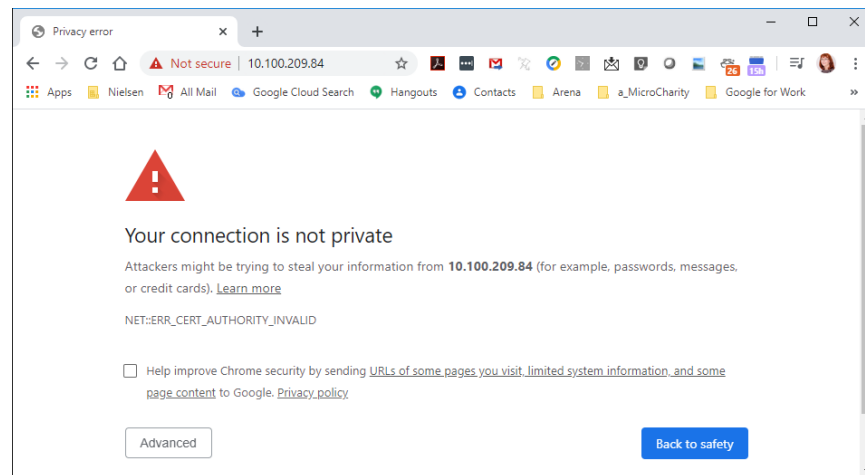 Privacy error
Not secure | 10.100.209.84
26
15h
Apps Nielsen All Mail Google Cloud Search Hangouts Contacts Arena a_MicroCharity Google for Work »
Your connection is not private
Attackers might be trying to steal your information from 10.100.209.84 (for example, passwords, messages,
or credit cards). Learn more
NET::ERR_CERT_AUTHORITY_INVALID
Help improve Chrome security by sending URLs of some pages you visit, limited system information, and some
page content to Google. Privacy policy
Advanced Back to safety